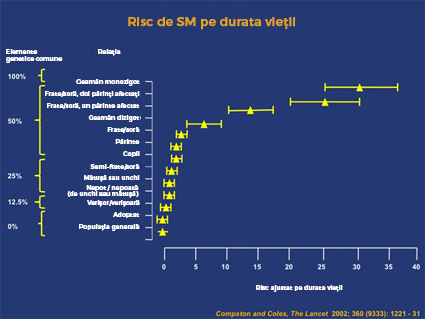 Risc de SM pe durata vieții
Elemente
genetice comune
Relația
100%
Geamăn monozigot
Frate/soră, doi părinți afectați
Frate/soră, un părinte afectat
50%
Geamăn dizigot
Frate/soră
Părinte
Copil
Semi-frate/soră
25%
Mătușă sau unchi
Nepot / nepoată
(de unchi sau mătușă)
12.5%
Verișor/verișoară
Adoptat
0%
Populația generală
0 5 10 15 20 25 30 35 40
Risc ajustat pe durata vieții
Compston and Coles, The Lancet 2002; 360 (9333): 1221 - 31